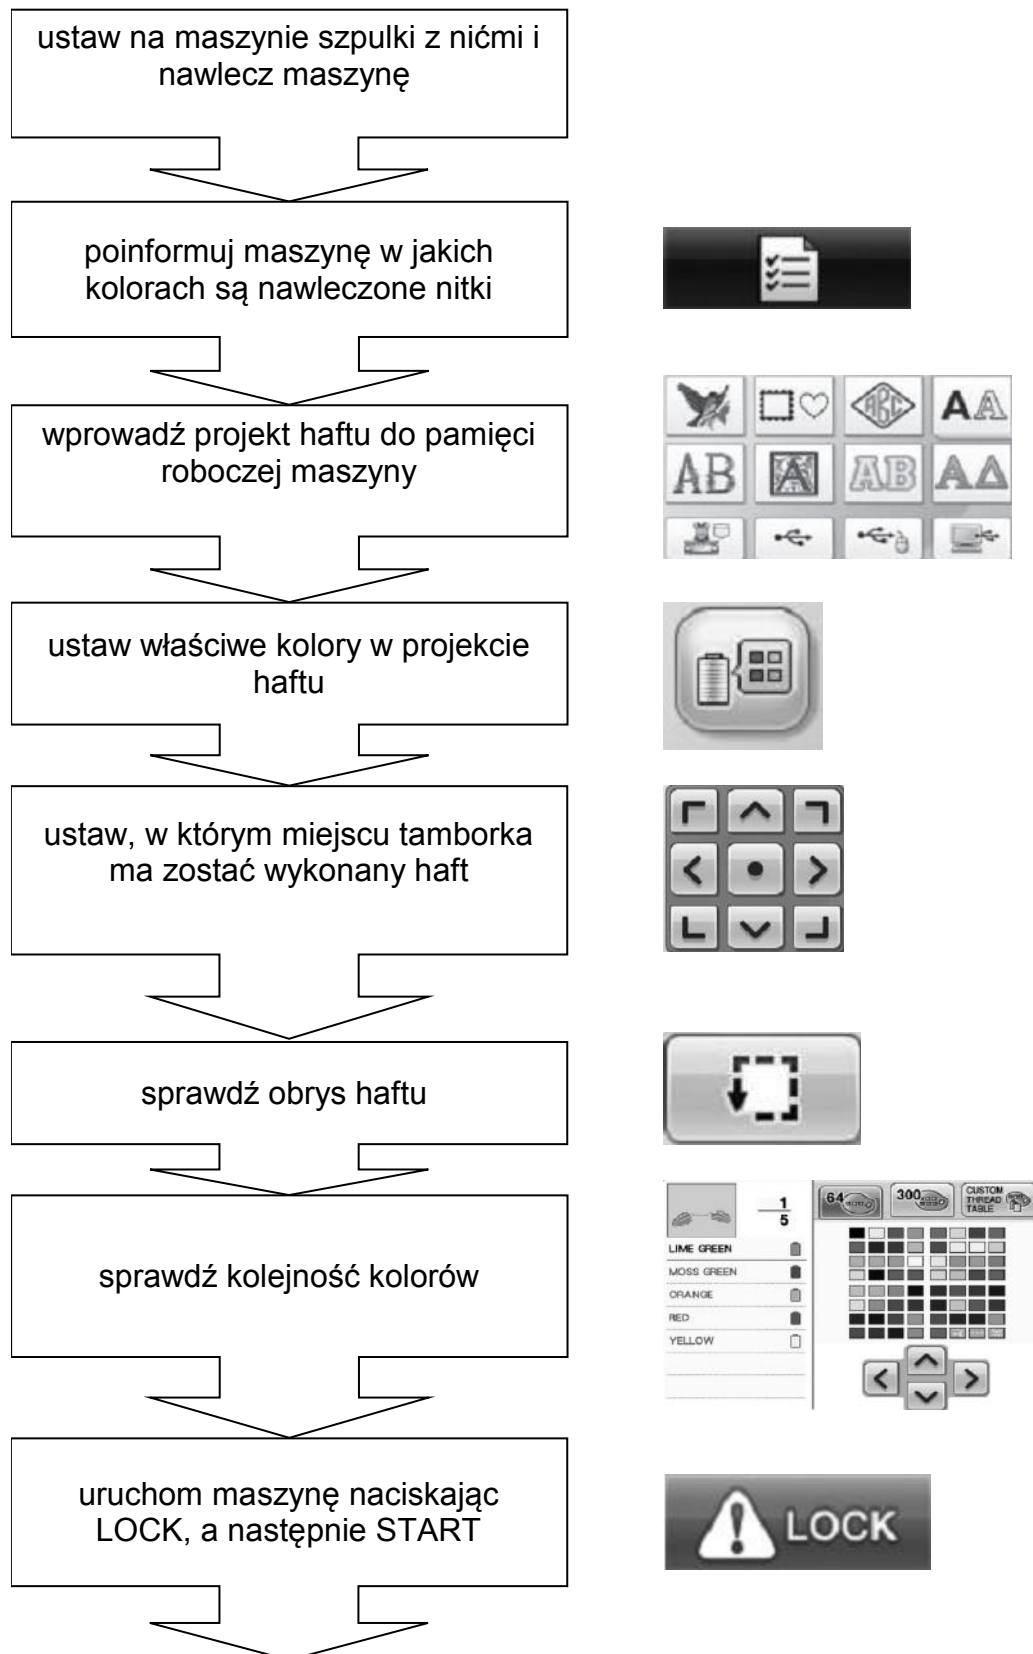 ustaw na maszynie szpulki z nićmi i
nawlecz maszynę
poinformuj maszynę w jakich
kolorach są nawleczone nitki
wprowadź projekt haftu do pamięci
roboczej maszyny
ABC
A A
AB
A
AB
A A
ustaw właściwe kolory w projekcie
haftu
ustaw, w którym miejscu tamborka
ma zostać wykonany haft
sprawdź obrys haftu
sprawdź kolejność kolorów
1
5
LIME GREEN
MOSS GREEN
ORANGE
RED
YELLOW
64
300
CUSTOM
THREAD
TABLE
uruchom maszynę naciskając
LOCK, a następnie START
LOCK